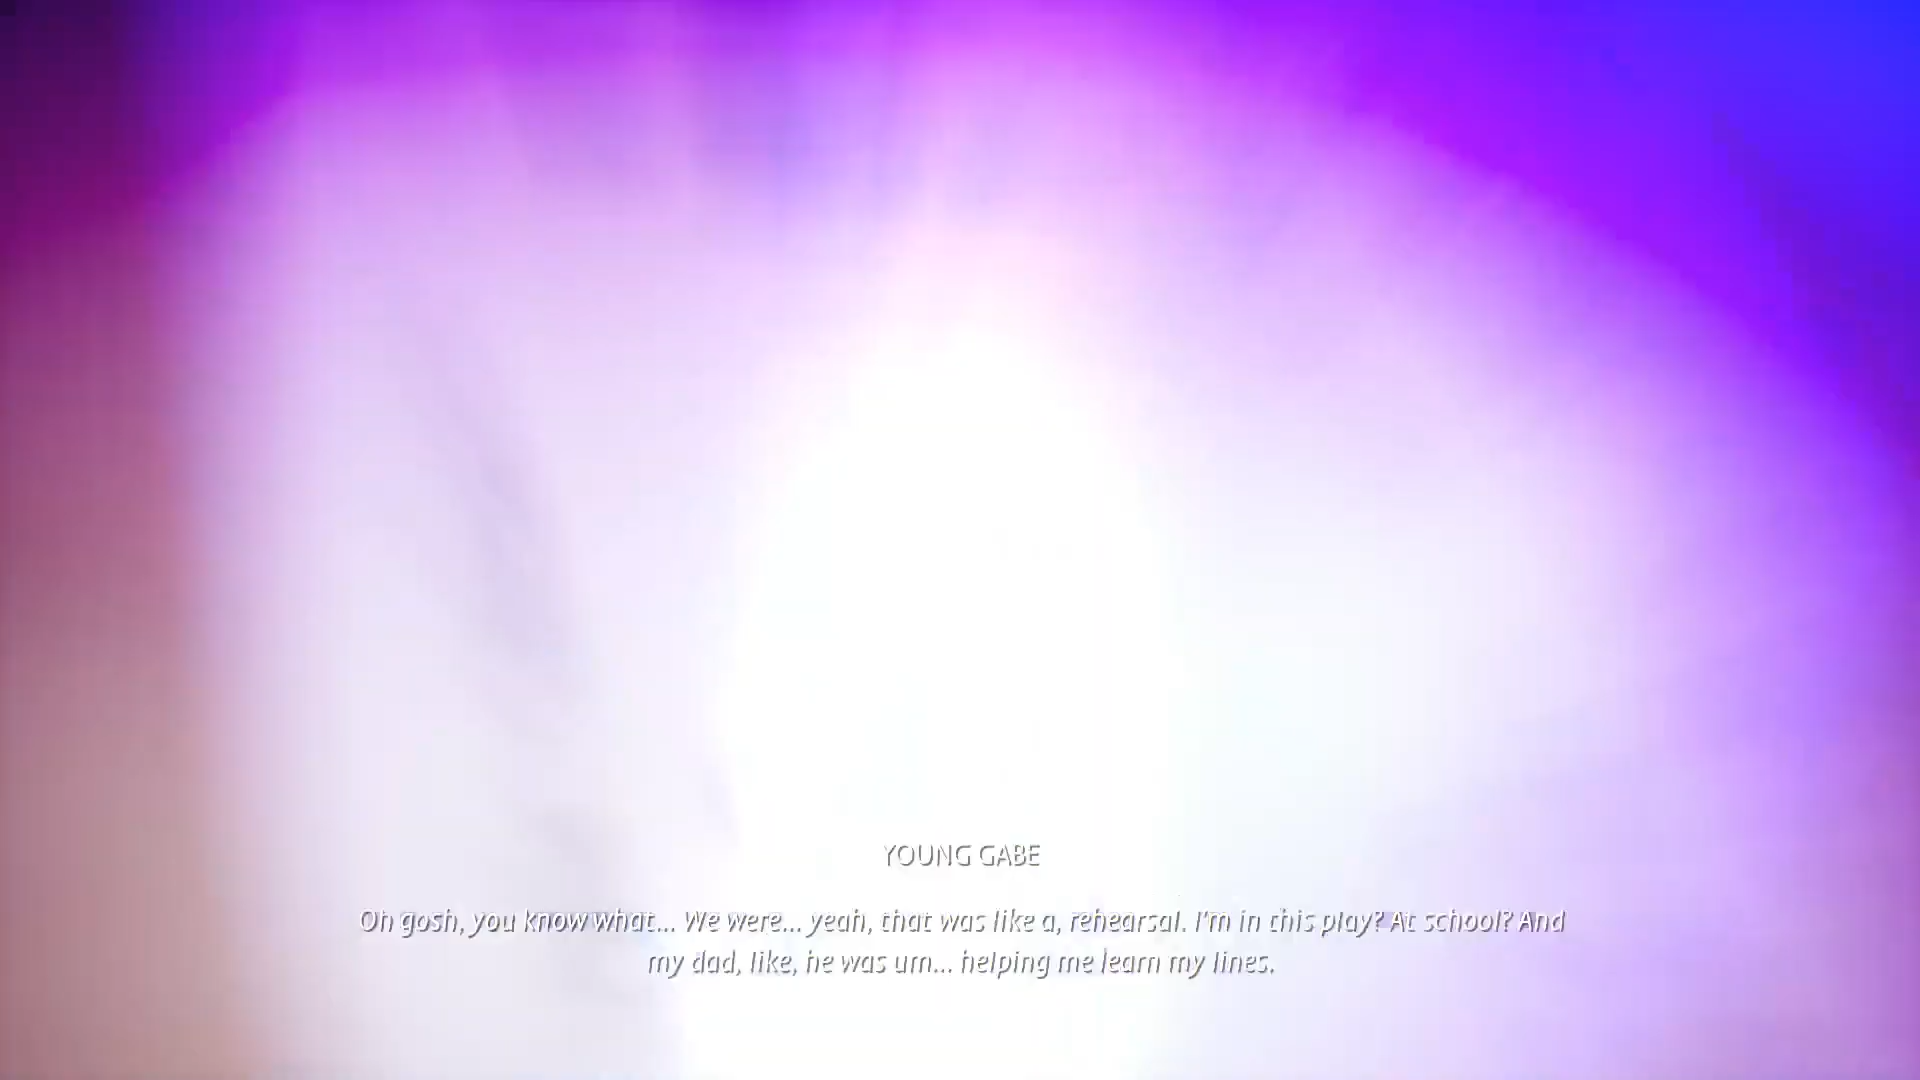 YOUNG GABE
Oh gosh, you know what... We were... yeah, that was like a, rehearsal. I'm in this play? At school? And
my dad, like, he was um... helping me learn my lines.